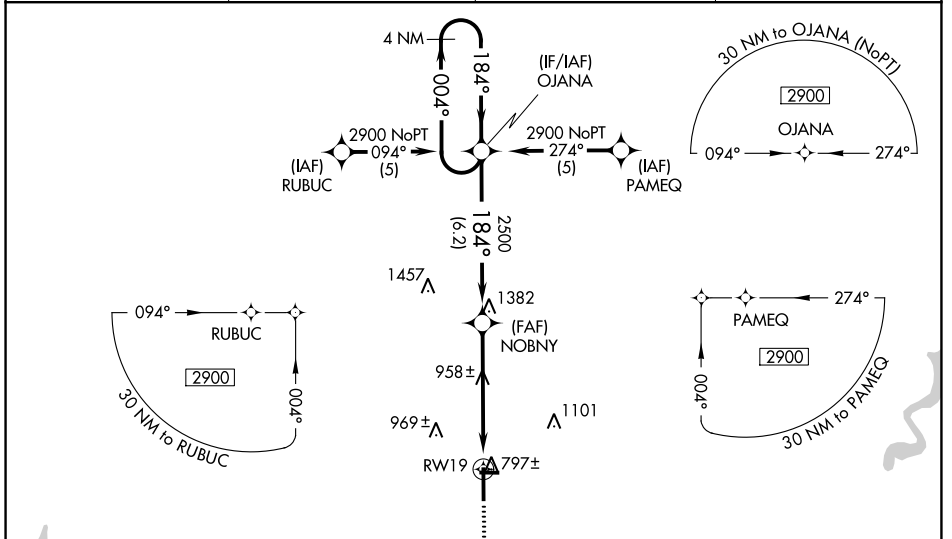 4 NM
184°
004°
(IF/IAF)
OJANA
30 NM to OJANA (NoPT)
2900
OJANA
094°
274°
2900 NoPT
094°
(5)
(IAF)
RUBUC
2900 NoPT
274°
(5)
(IAF)
PAMEQ
2500
184°
(6.2)
1457
1382
(FAF)
NOBNY
094°
RUBUC
2900
004°
30 NM to RUBUC
274°
PAMEQ
2900
004°
30 NM to PAMEQ
958±
969±
1101
RW19
797±